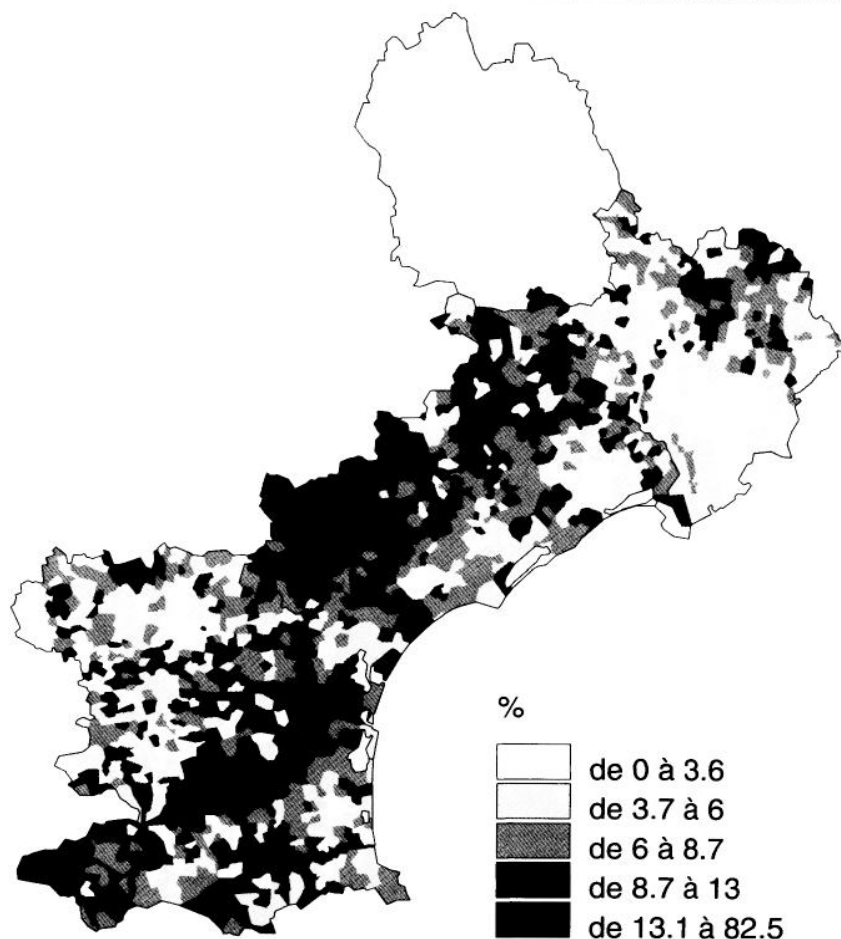 %
de 0 à 3.6
de 3.7 à 6
de 6 à 8.7
de 8.7 à 13
de 13.1 à 82.5